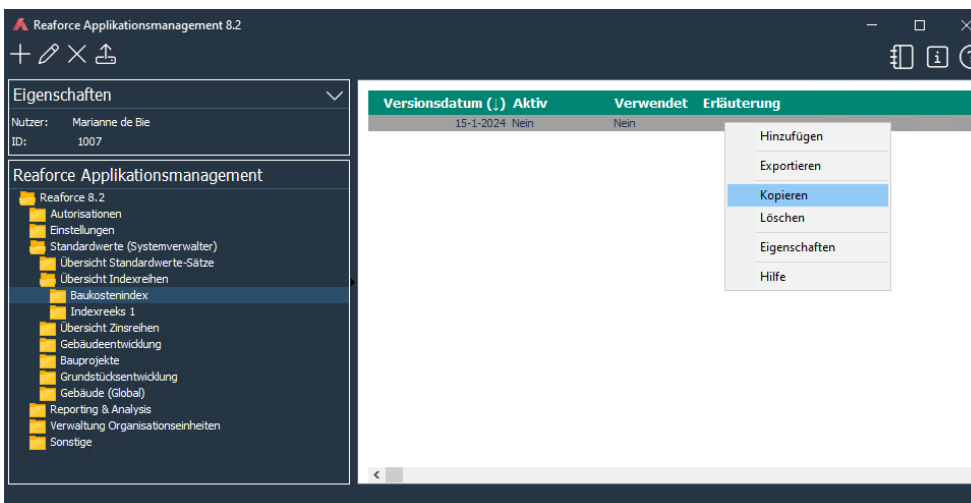 Reaforce Applikationsmanagement 8.2
Eigenschaften
Nutzer: Marianne de Bie
ID: 1007
Reaforce Applikationsmanagement
Reaforce 8.2
Autorisationen
Einstellungen
Standardwerte (Systemverwalter)
Übersicht Standardwerte-Sätze
Übersicht Indexreihen
Baukostenindex
Indexreeks 1
Übersicht Zinsreihen
Gebäudeentwicklung
Bauprojekte
Grundstücksentwicklung
Gebäude (Global)
Reporting & Analysis
Verwaltung Organisationseinheiten
Sonstige
Versionsdatum (↓) Aktiv Verwendet Erläuterung
15-1-2024 Nein Nein
Hinzufügen
Exportieren
Kopieren
Löschen
Eigenschaften
Hilfe